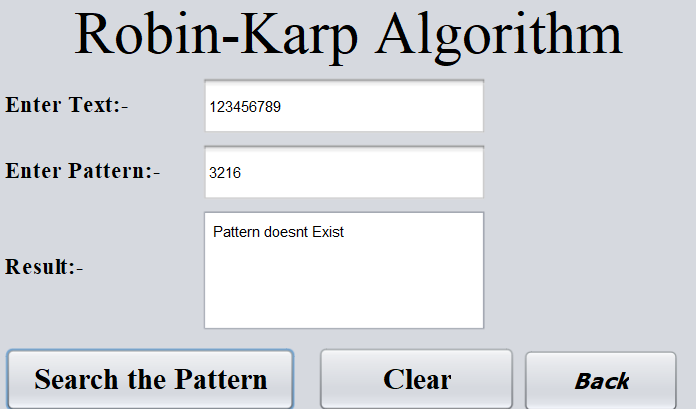 Robin-Karp Algorithm
Enter Text:- 123456789
Enter Pattern:- 3216
Result:- Pattern doesnt Exist
Search the Pattern Clear Back